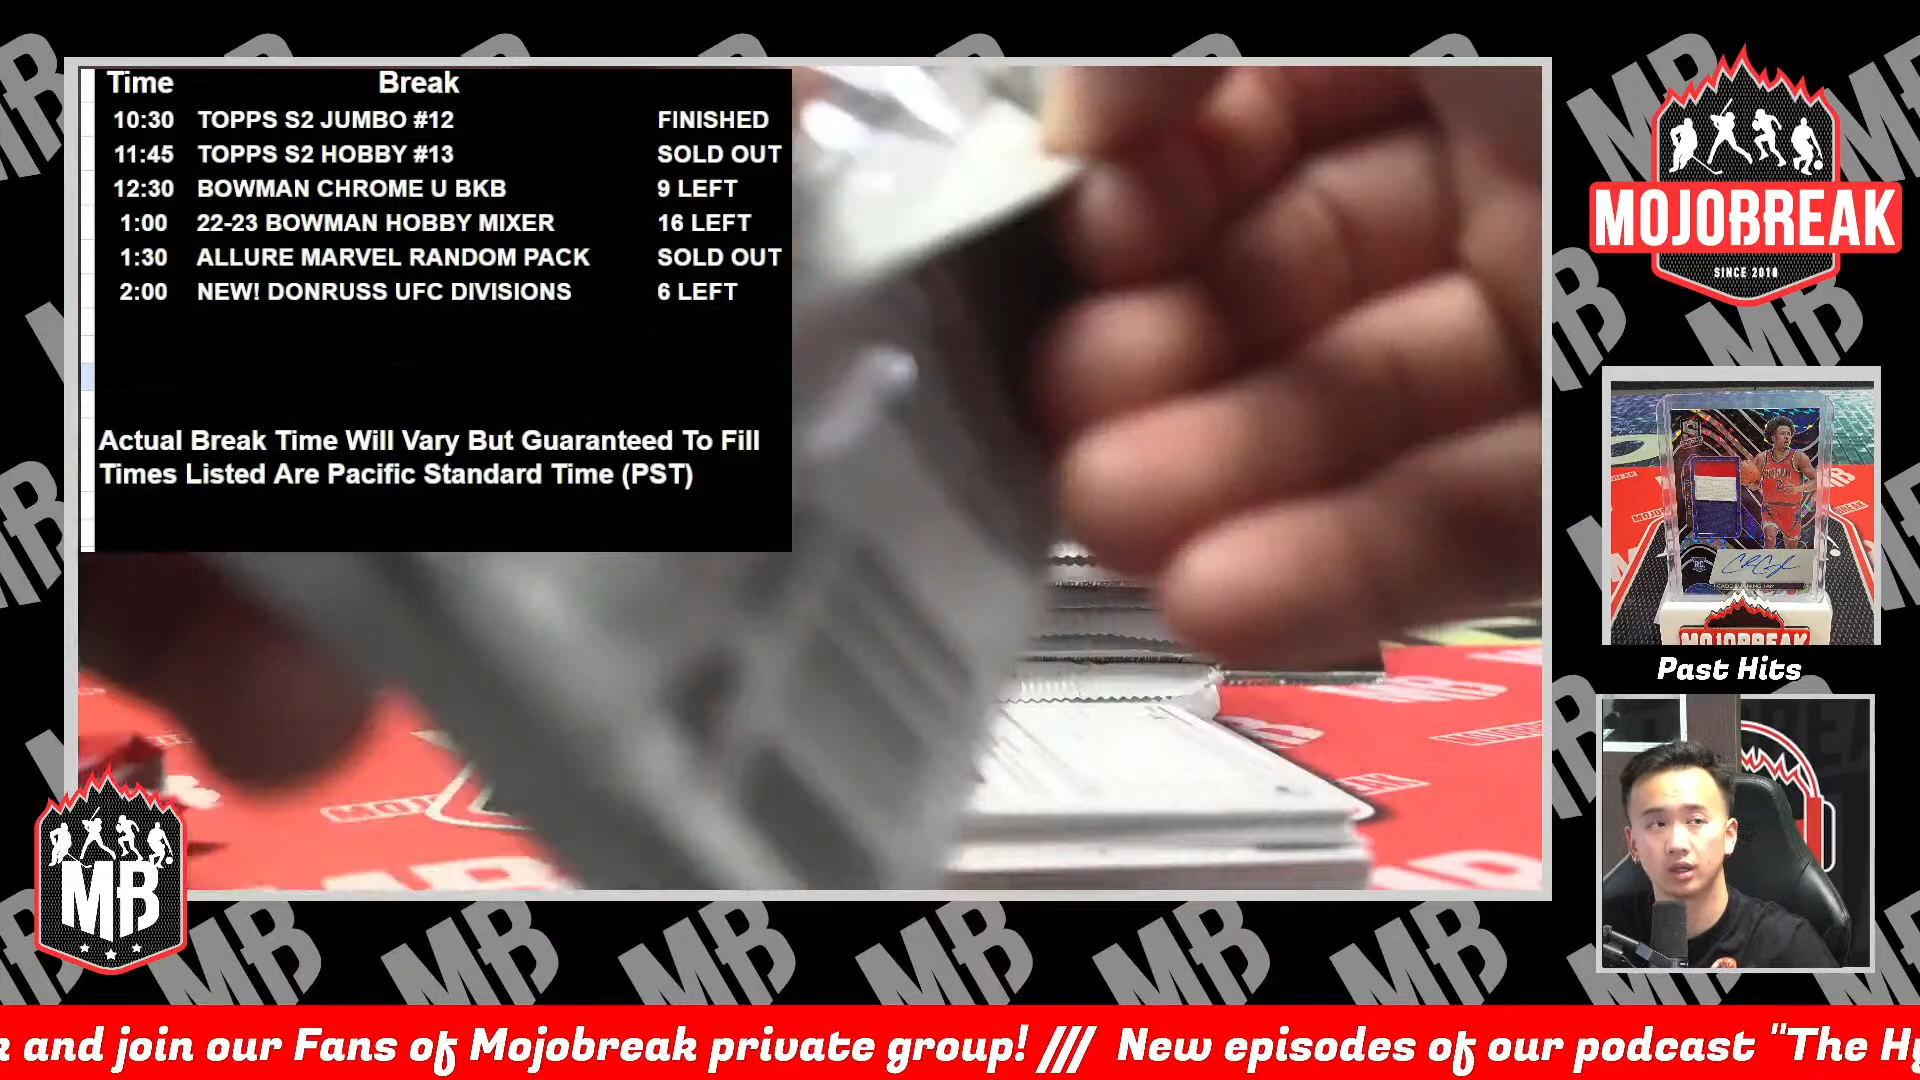 Time Break
10:30 TOPPS S2 JUMBO #12 FINISHED
11:45 TOPPS S2 HOBBY #13 SOLD OUT
12:30 BOWMAN CHROME U BKB 9 LEFT
1:00 22-23 BOWMAN HOBBY MIXER 16 LEFT
1:30 ALLURE MARVEL RANDOM PACK SOLD OUT
2:00 NEW! DONRUSS UFC DIVISIONS 6 LEFT
Actual Break Time Will Vary But Guaranteed To Fill
Times Listed Are Pacific Standard Time (PST)
MOJOBREAK
SINCE 2010
MOJOBREAK
Past Hits
MB
and join our Fans of Mojobreak private group! /// New episodes of our podcast "The